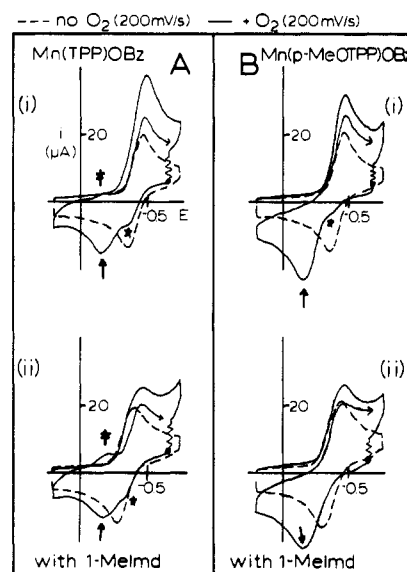 --- no O2 (200mV/s) — + O2 (200mV/s)
Mn(TPP)OBz A
B Mn(p-MeOTPP)OBz
(i) (i)
i 20 20
(μA)
* E
-0.5 -0.5
* *
(ii) (ii)
20 20
*
-0.5 -0.5
*
with 1-MeImd with 1-MeImd